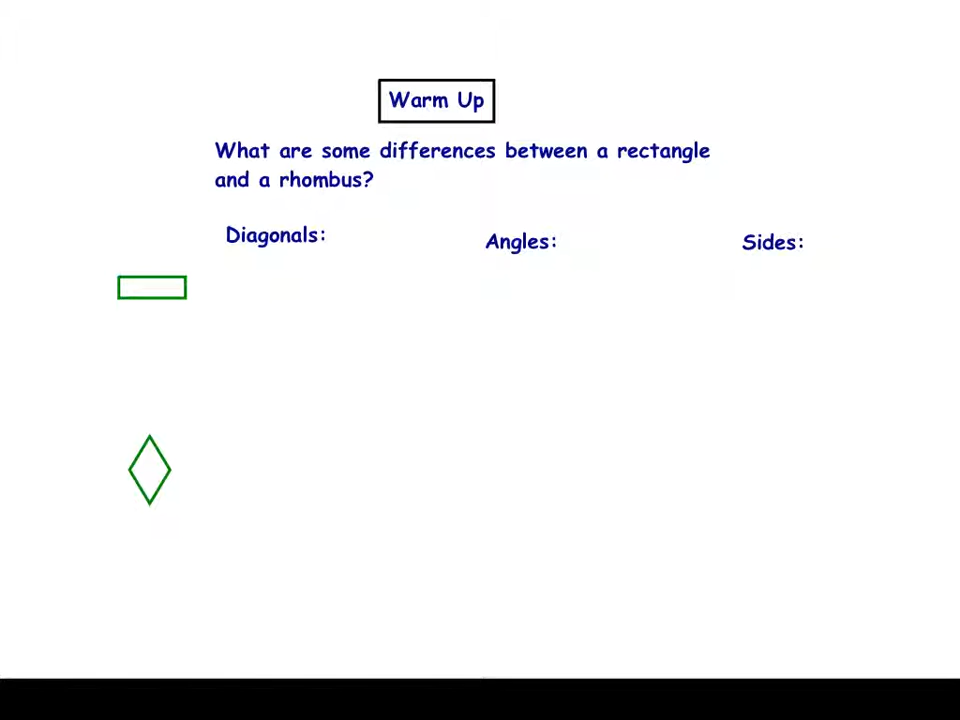 Warm Up
What are some differences between a rectangle
and a rhombus?
Diagonals:
Angles:
Sides: